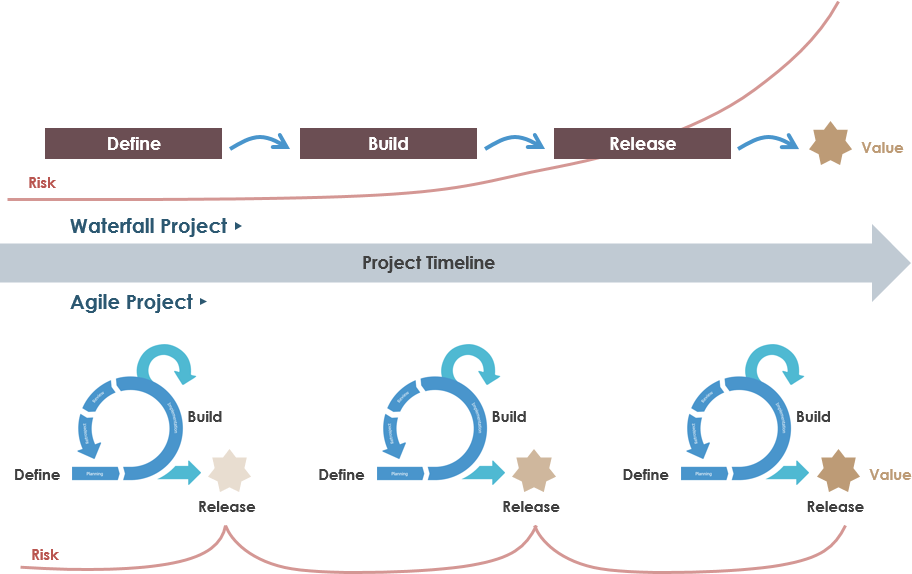 Define
Build
Release
Value
Risk
Waterfall Project ▸
Project Timeline
Agile Project ▸
Build
Build
Build
Define
Planning
Define
Planning
Define
Planning
Value
Release
Release
Release
Risk